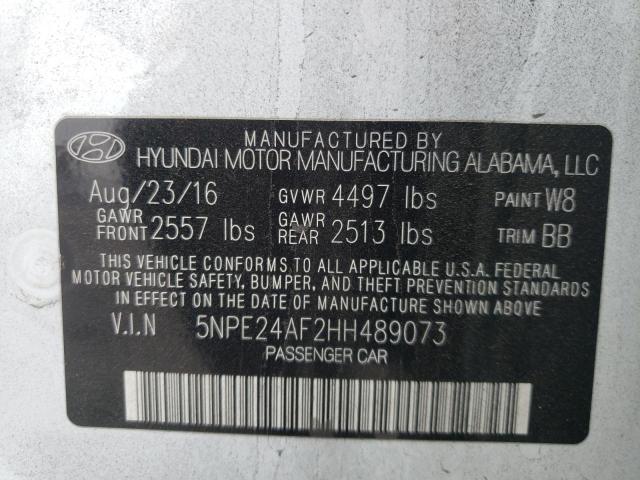 MANUFACTURED BY
HYUNDAI MOTOR MANUFACTURING ALABAMA, LLC
Aug/23/16 GVWR 4497 lbs PAINT W8
GAWR FRONT 2557 lbs GAWR REAR 2513 lbs TRIM BB
THIS VEHICLE CONFORMS TO ALL APPLICABLE U.S.A. FEDERAL
MOTOR VEHICLE SAFETY, BUMPER, AND THEFT PREVENTION STANDARDS
IN EFFECT ON THE DATE OF MANUFACTURE SHOWN ABOVE.
V.I.N 5NPE24AF2HH489073
PASSENGER CAR